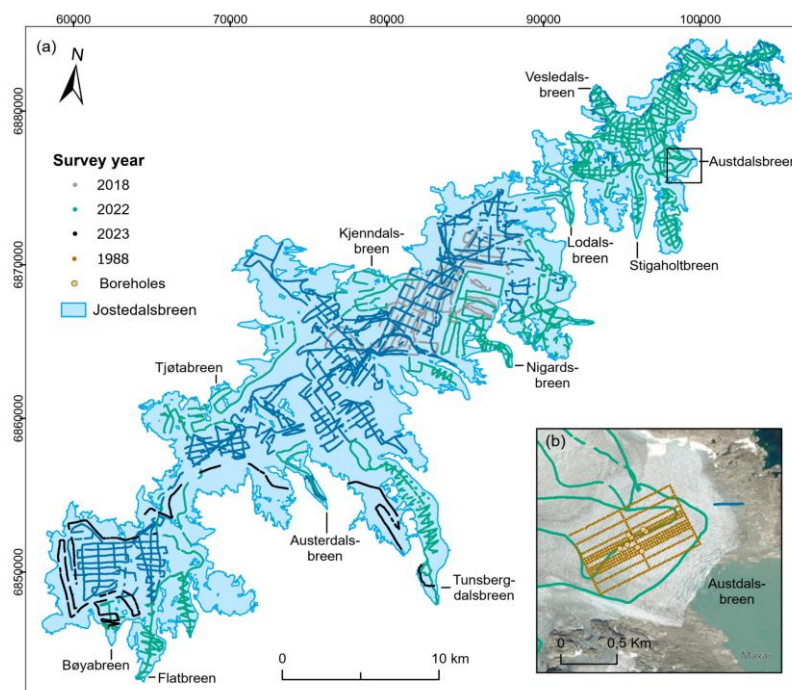 60000 70000 80000 90000 100000
(a)
N
6880000
6870000
6860000
6850000
Survey year
2018
2022
2023
1988
Boreholes
Jostedalsbreen
Vesledals-
breen
Austdalsbreen
Lodals-
breen
Stigaholtbreen
Kjenndals-
breen
Nigards-
breen
Tjøtabreen
Austerdals-
breen
Tunsberg-
dalsbreen
Bøyabreen
Flatbreen
0 10 km
(b)
Austdals-
breen
0 0,5 Km
Maxar